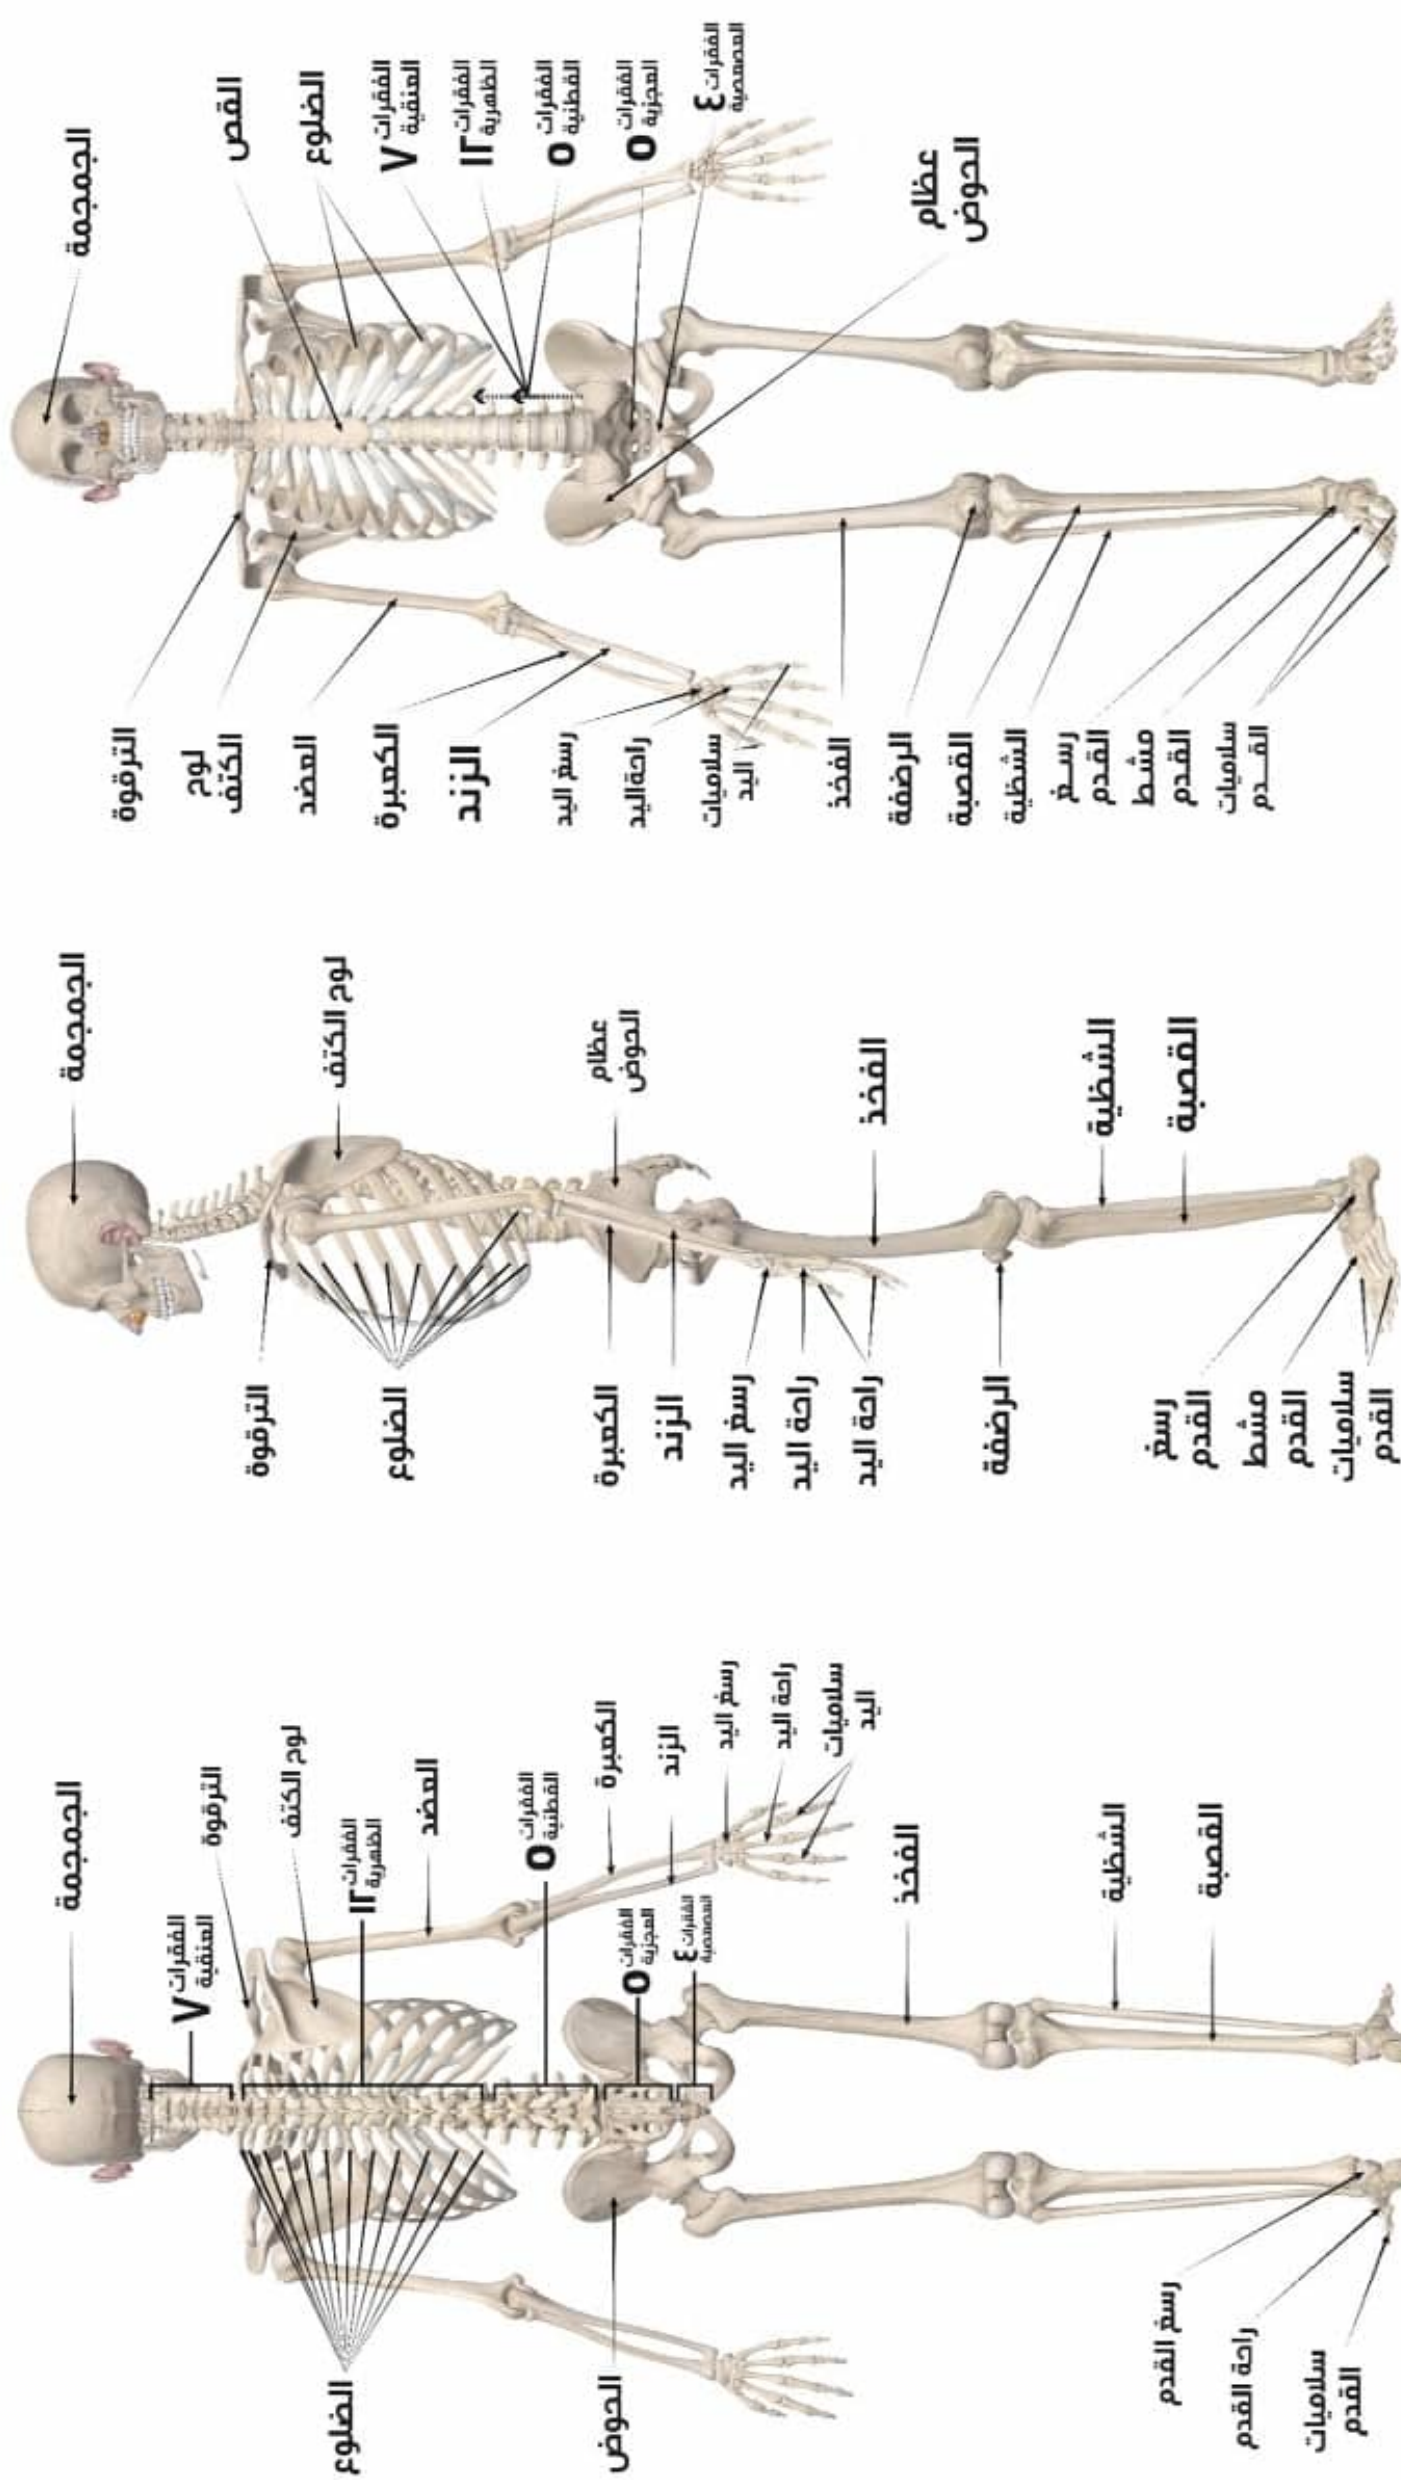 الجمجمة
القص
الضلوع
٧ الفقرات
العنقية
١٢ الفقرات
الظهرية
٥ الفقرات
القطنية
٥ الفقرات
العجزية
٤ الفقرات
العصعصية
عظام
الحوض
الترقوة
لوح
الكتف
العضد
الكعبرة
الزند
رسغ اليد
راحة اليد
سلاميات
اليد
الفخذ
الرضفة
القصبة
الشظية
رسغ
القدم
مشط
القدم
سلاميات
القدم
الجمجمة
لوح الكتف
عظام
الحوض
الفخذ
الشظية
القصبة
الترقوة
الضلوع
الكعبرة
الزند
رسغ اليد
راحة اليد
راحة اليد
الرضفة
رسغ
القدم
مشط
القدم
سلاميات
القدم
الجمجمة
٧ الفقرات
العنقية
الترقوة
لوح الكتف
١٢ الفقرات
الظهرية
العضد
٥ الفقرات
القطنية
الكعبرة
الزند
٥ الفقرات
العجزية
٤ الفقرات
العصعصية
رسغ اليد
راحة اليد
سلاميات
اليد
الفخذ
الشظية
القصبة
الضلوع
الحوض
رسغ القدم
راحة القدم
سلاميات
القدم